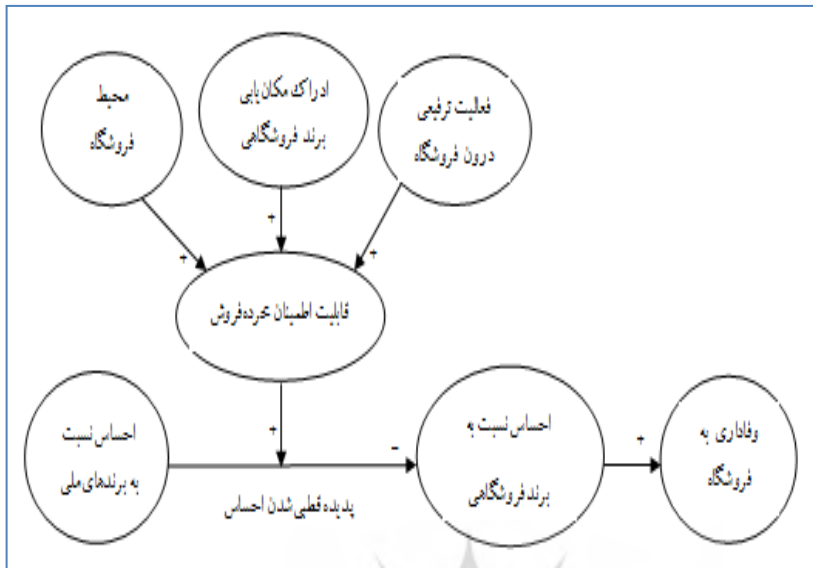 محیط
فروشگاه
ادراک مکان‌یابی
برند فروشگاهی
فعالیت ترفیعی
درون فروشگاه
+
+
+
قابلیت اطمینان خرده‌فروش
+
احساس نسبت
به برندهای ملی
پدیده قطبی شدن احساس
-
احساس نسبت به
برند فروشگاهی
+
وفاداری به
فروشگاه